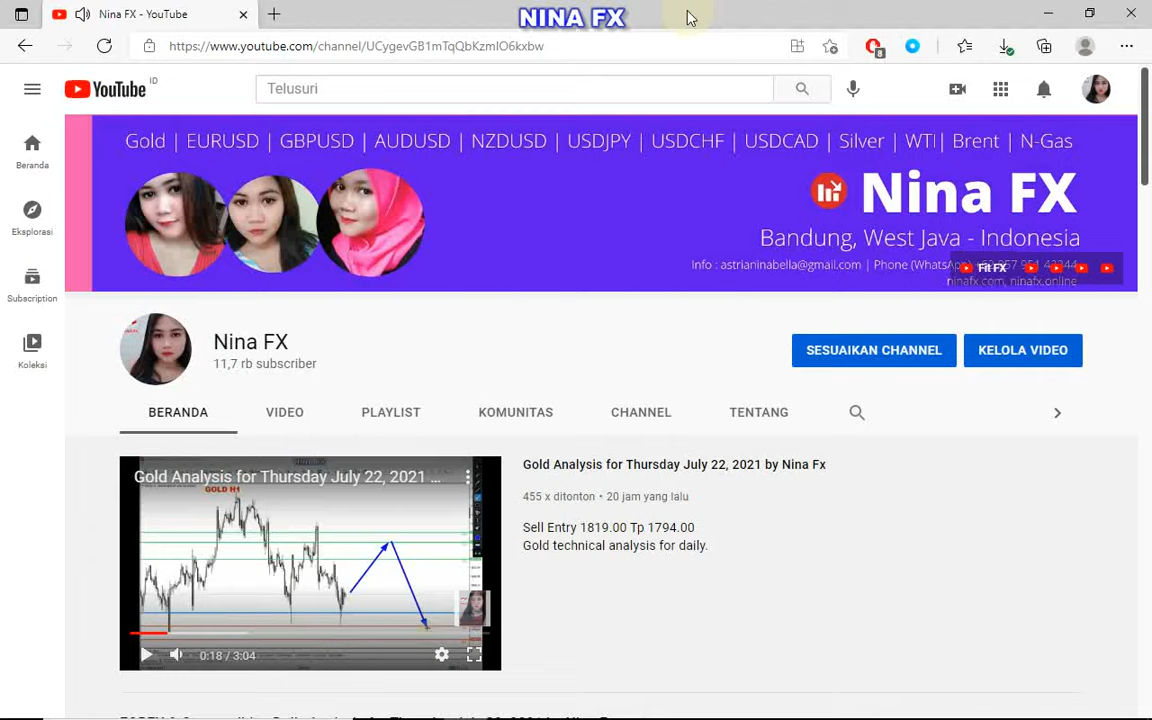 Nina FX - YouTube
NINA FX
https://www.youtube.com/channel/UCygevGB1mTqQbKzmIO6kxbw
8
YouTube ID
Telusuri
Beranda
Eksplorasi
Subscription
Koleksi
Gold | EURUSD | GBPUSD | AUDUSD | NZDUSD | USDJPY | USDCHF | USDCAD | Silver | WTI | Brent | N-Gas
Nina FX
Bandung, West Java - Indonesia
Info : astrianinabella@gmail.com | Phone (WhatsApp)
Fit FX
ninafx.com, ninafx.online
Nina FX
11,7 rb subscriber
SESUAIKAN CHANNEL
KELOLA VIDEO
BERANDA
VIDEO
PLAYLIST
KOMUNITAS
CHANNEL
TENTANG
Gold Analysis for Thursday July 22, 2021 ...
GOLD H1
0:18 / 3:04
Gold Analysis for Thursday July 22, 2021 by Nina Fx
455 x ditonton • 20 jam yang lalu
Sell Entry 1819.00 Tp 1794.00
Gold technical analysis for daily.